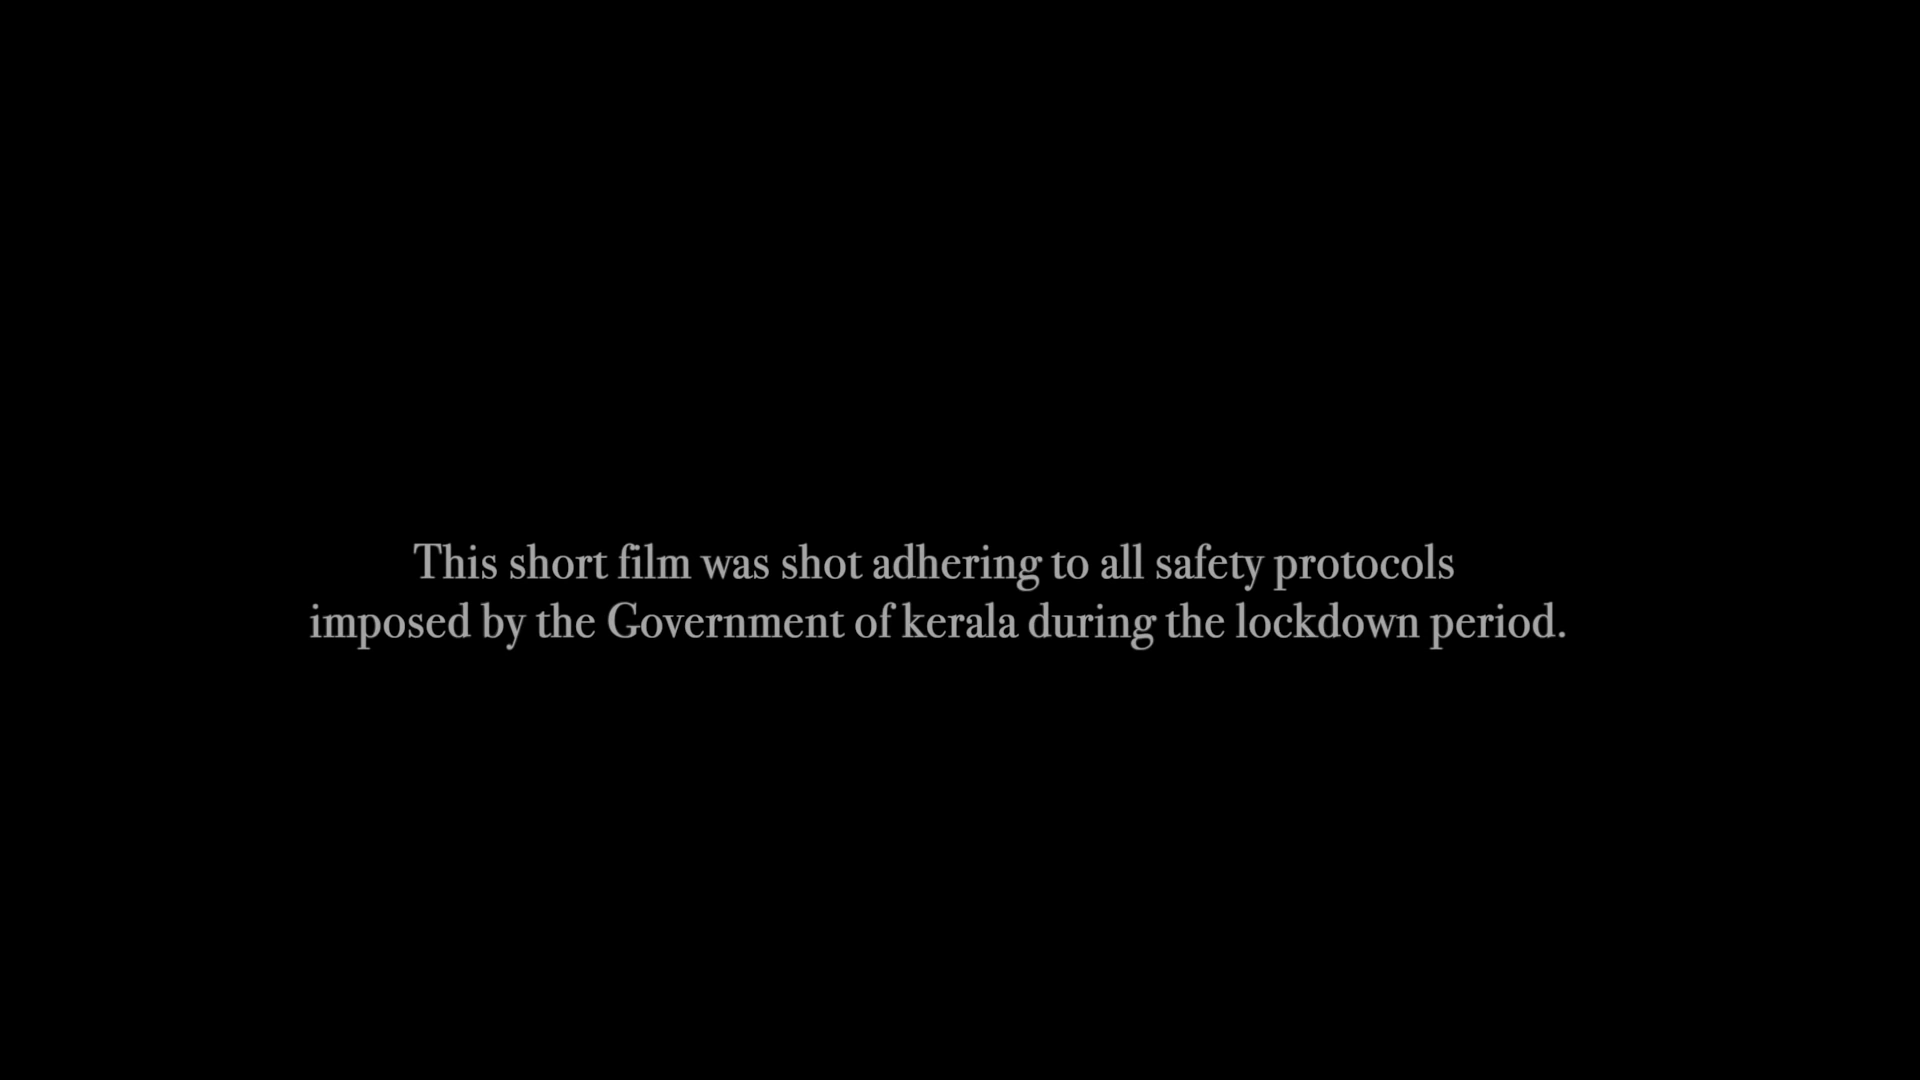 This short film was shot adhering to all safety protocols
imposed by the Government of kerala during the lockdown period.